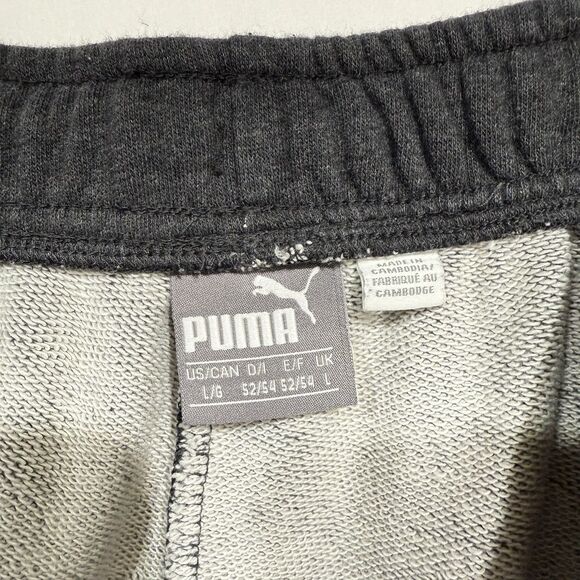 PUMA
US/CAN D/I E/F UK
L/G 52/54 52/54 L
MADE IN
CAMBODIA/
FABRIQUÉ AU
CAMBODGE